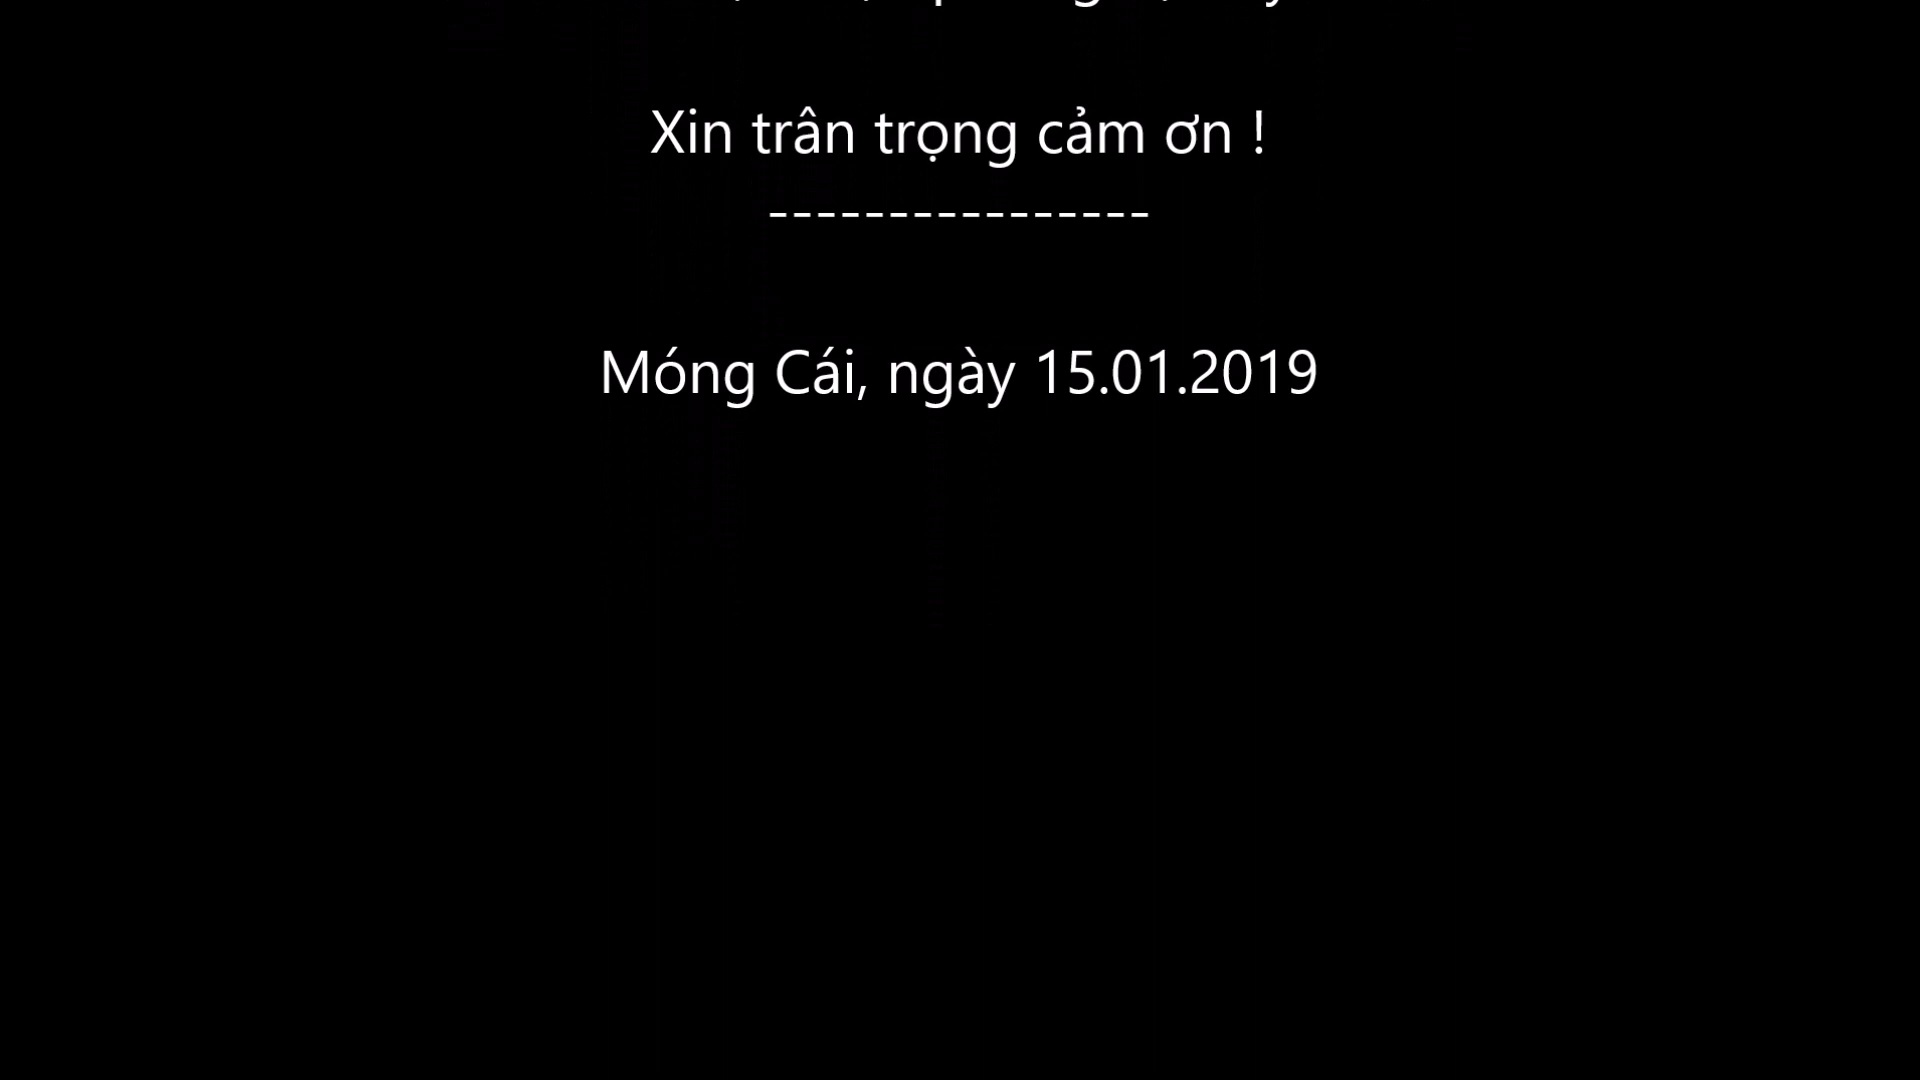 Xin trân trọng cảm ơn !
----------------
Móng Cái, ngày 15.01.2019